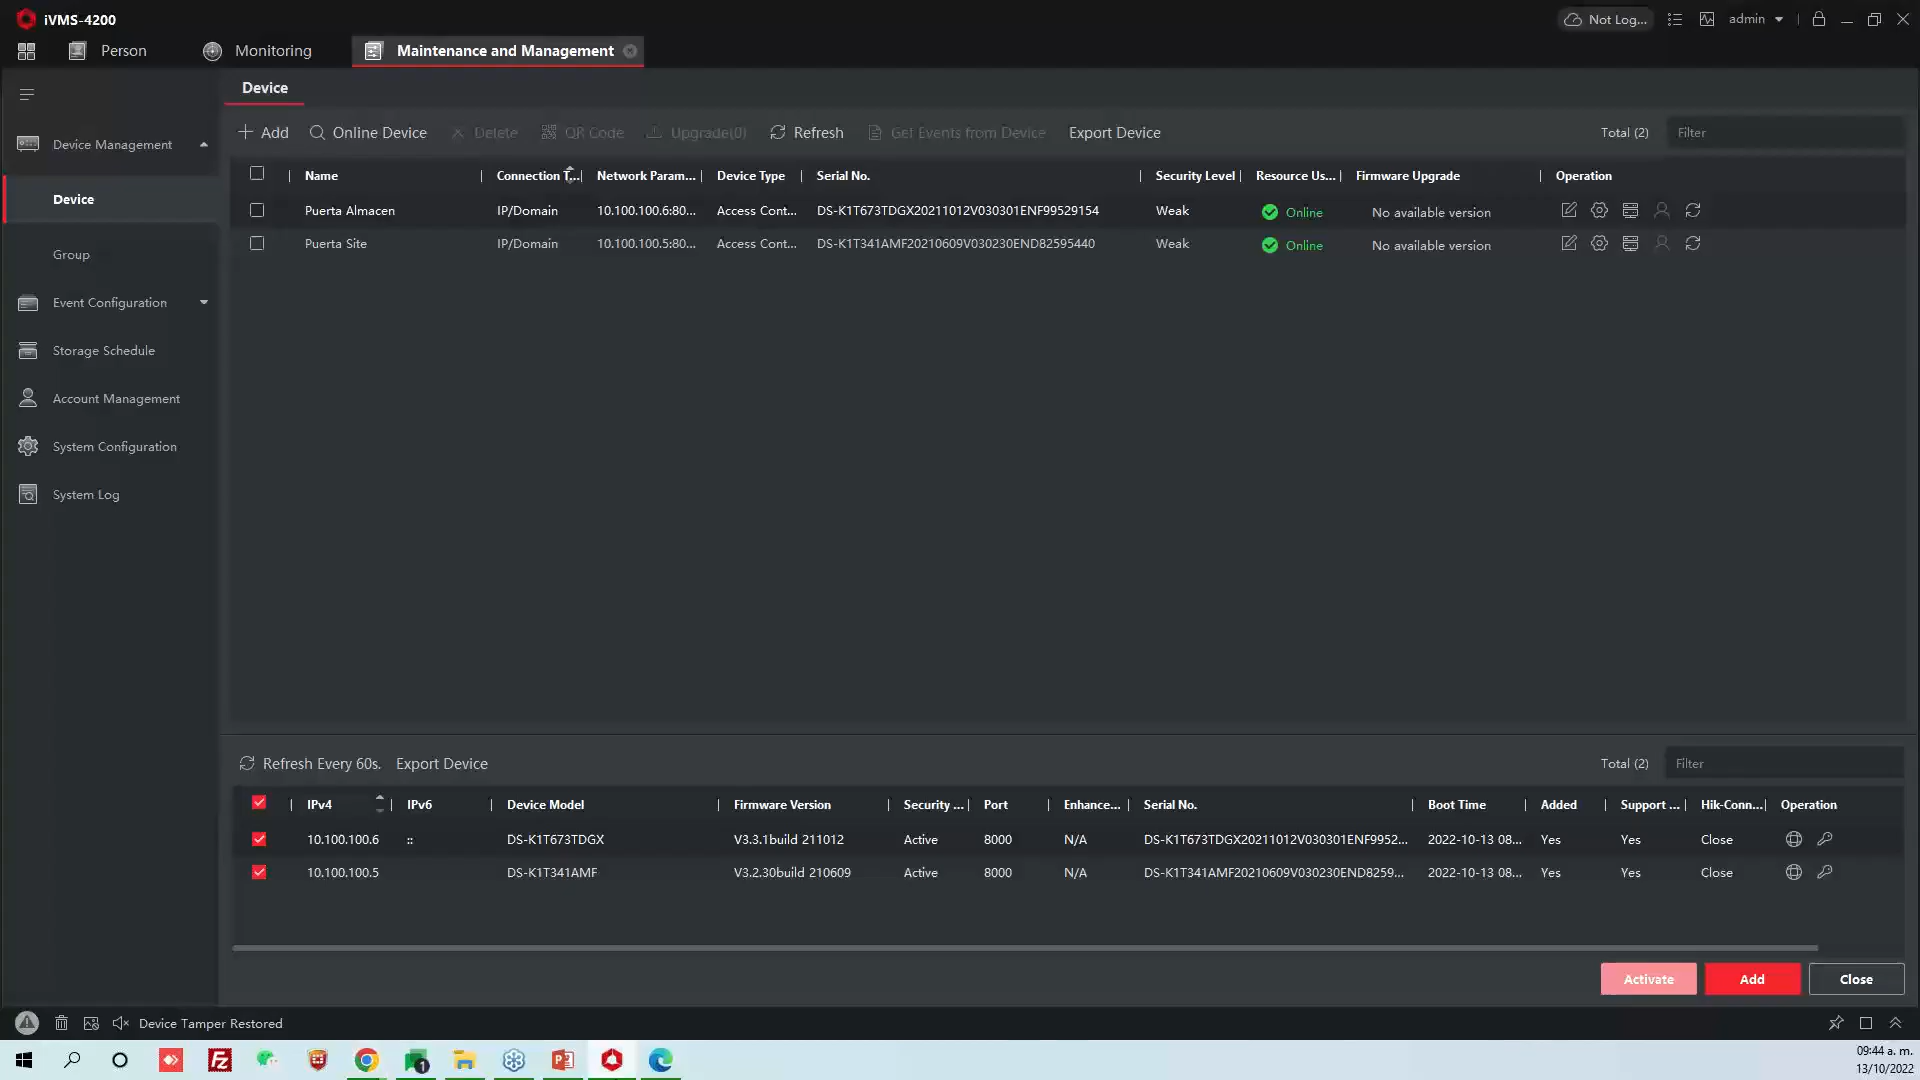 iVMS-4200
Not Log... admin
Person Monitoring Maintenance and Management
Device
Add Online Device Delete QR Code Upgrade(0) Refresh Get Events from Device Export Device Total (2) Filter
Device Management
Device
Group
Event Configuration
Storage Schedule
Account Management
System Configuration
System Log
Name Connection T... Network Param... Device Type Serial No. Security Level Resource Us... Firmware Upgrade Operation
Puerta Almacen IP/Domain 10.100.100.6:80... Access Cont... DS-K1T673TDGX20211012V030301ENF99529154 Weak Online No available version
Puerta Site IP/Domain 10.100.100.5:80... Access Cont... DS-K1T341AMF20210609V030230END82595440 Weak Online No available version
Refresh Every 60s. Export Device Total (2) Filter
IPv4 IPv6 Device Model Firmware Version Security ... Port Enhance... Serial No. Boot Time Added Support ... Hik-Conn... Operation
10.100.100.6 :: DS-K1T673TDGX V3.3.1build 211012 Active 8000 N/A DS-K1T673TDGX20211012V030301ENF9952... 2022-10-13 08... Yes Yes Close
10.100.100.5 DS-K1T341AMF V3.2.30build 210609 Active 8000 N/A DS-K1T341AMF20210609V030230END8259... 2022-10-13 08... Yes Yes Close
Activate Add Close
Device Tamper Restored
1
09:44 a. m.
13/10/2022